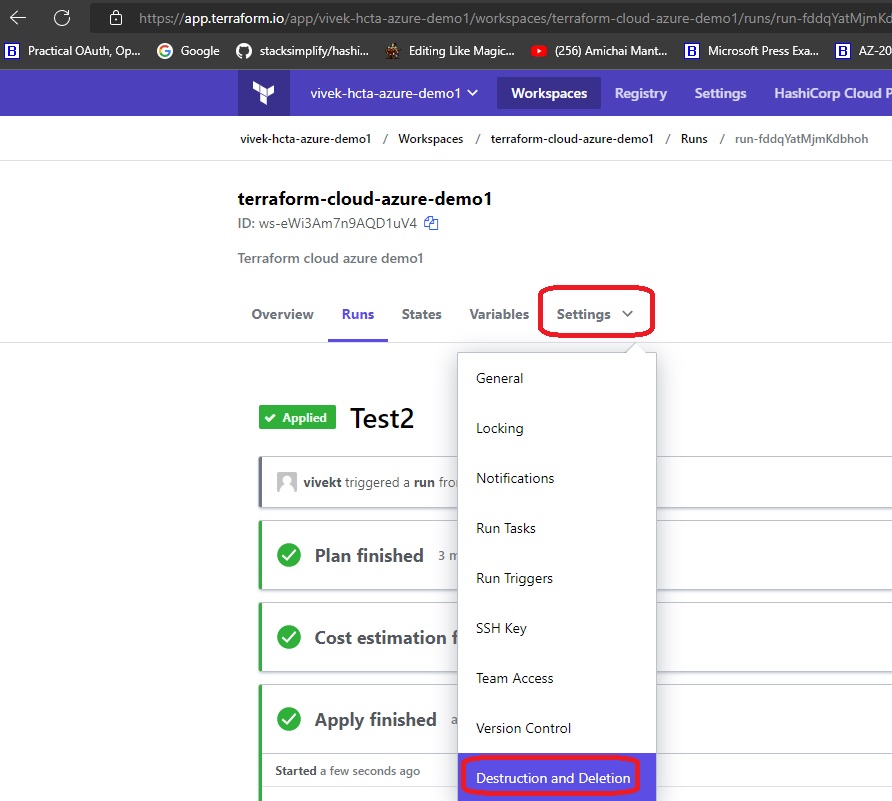 https://app.terraform.io/app/vivek-hcta-azure-demo1/workspaces/terraform-cloud-azure-demo1/runs/run-fddqYatMjmKd
Practical OAuth, Op... Google stacksimplify/hashi... Editing Like Magic... (256) Amichai Mant... Microsoft Press Exa... AZ-20
vivek-hcta-azure-demo1 Workspaces Registry Settings HashiCorp Cloud P
vivek-hcta-azure-demo1 / Workspaces / terraform-cloud-azure-demo1 / Runs / run-fddqYatMjmKdbhoh
terraform-cloud-azure-demo1
ID: ws-eWi3Am7n9AQD1uV4
Terraform cloud azure demo1
Overview Runs States Variables Settings
General
Locking
Notifications
Run Tasks
Run Triggers
SSH Key
Team Access
Version Control
Destruction and Deletion
Applied Test2
vivekt triggered a run fro
Plan finished 3 m
Cost estimation f
Apply finished a
Started a few seconds ago